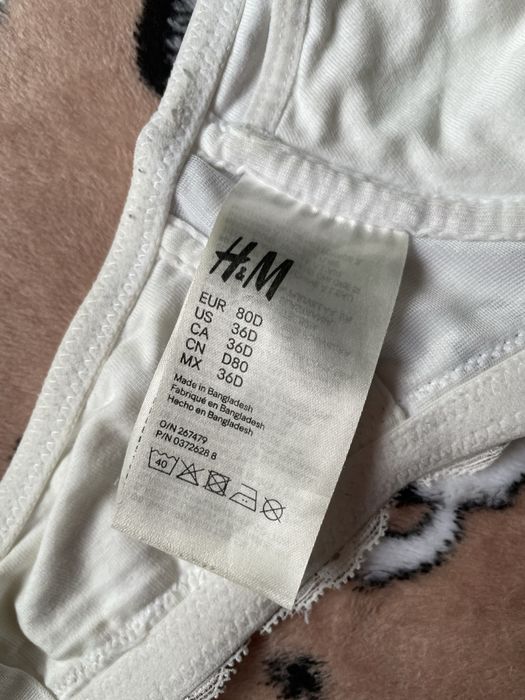 H&M
EUR 80D
US 36D
CA 36D
CN D80
MX 36D
Made in Bangladesh
Fabriqué en Bangladesh
Hecho en Bangladesh
O/N 267479
P/N 0372628 8
40